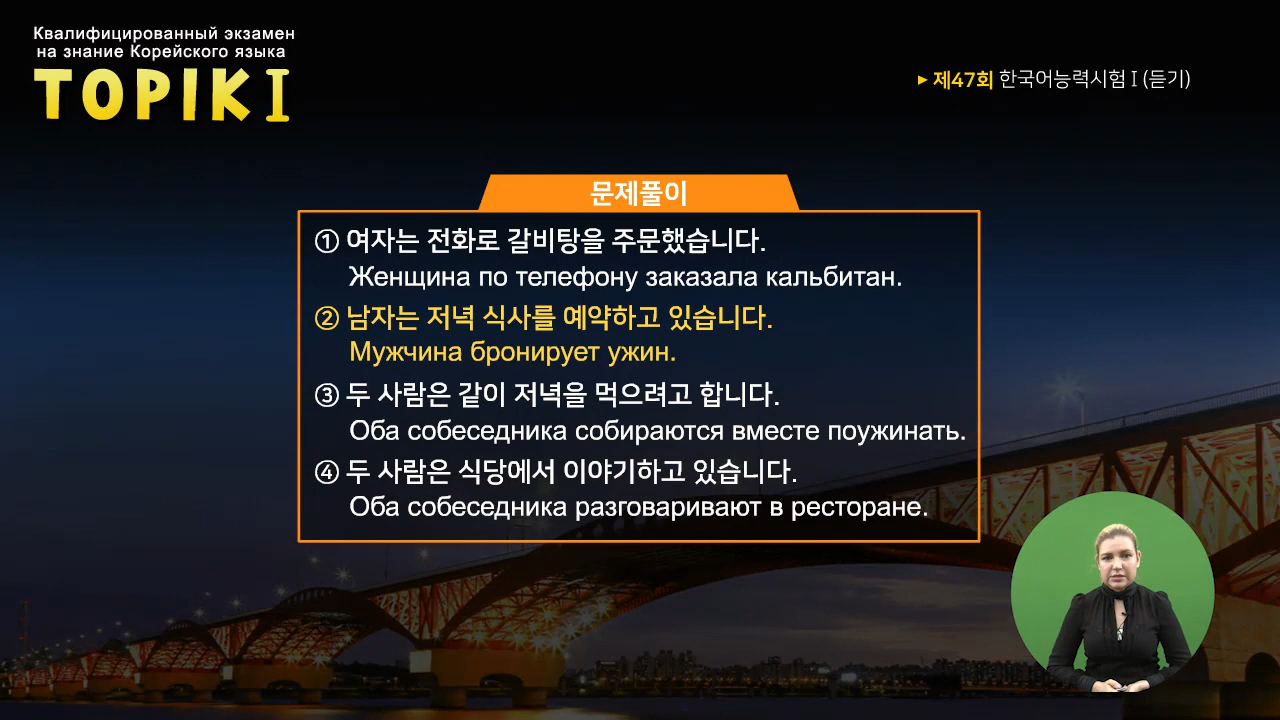 Квалифицированный экзамен
на знание Корейского языка
TOPIK I
▶ 제47회 한국어능력시험 I (듣기)
문제풀이
① 여자는 전화로 갈비탕을 주문했습니다.
Женщина по телефону заказала кальбитан.
② 남자는 저녁 식사를 예약하고 있습니다.
Мужчина бронирует ужин.
③ 두 사람은 같이 저녁을 먹으려고 합니다.
Оба собеседника собираются вместе поужинать.
④ 두 사람은 식당에서 이야기하고 있습니다.
Оба собеседника разговаривают в ресторане.